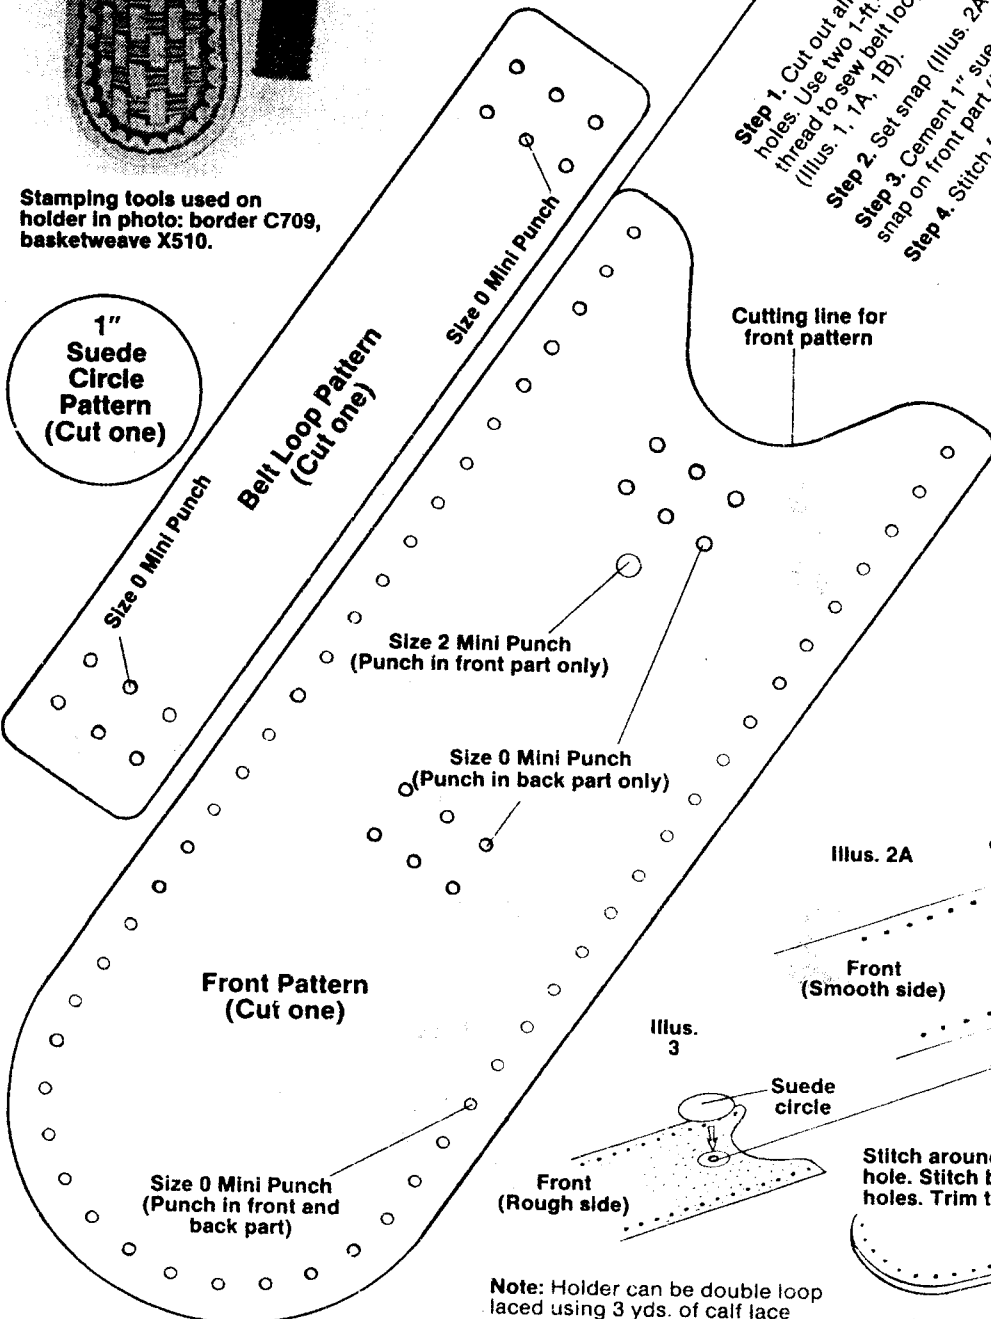 Stamping tools used on
holder in photo: border C709,
basketweave X510.
1"
Suede
Circle
Pattern
(Cut one)
Size 0 Mini Punch
Belt Loop Pattern
(Cut one)
Size 0 Mini Punch
Step 1. Cut out all
holes. Use two 1-ft.
thread to sew belt loop
(Illus. 1, 1A, 1B).
Step 2. Set snap (Illus. 2A
Step 3. Cement 1" sue
snap on front part
Step 4. Stitch
Cutting line for
front pattern
Size 2 Mini Punch
(Punch in front part only)
Size 0 Mini Punch
(Punch in back part only)
Front Pattern
(Cut one)
Size 0 Mini Punch
(Punch in front and
back part)
Illus. 2A
Front
(Smooth side)
Illus.
3
Suede
circle
Front
(Rough side)
Stitch aroun
hole. Stitch b
holes. Trim t
Note: Holder can be double loop
laced using 3 yds. of calf lace